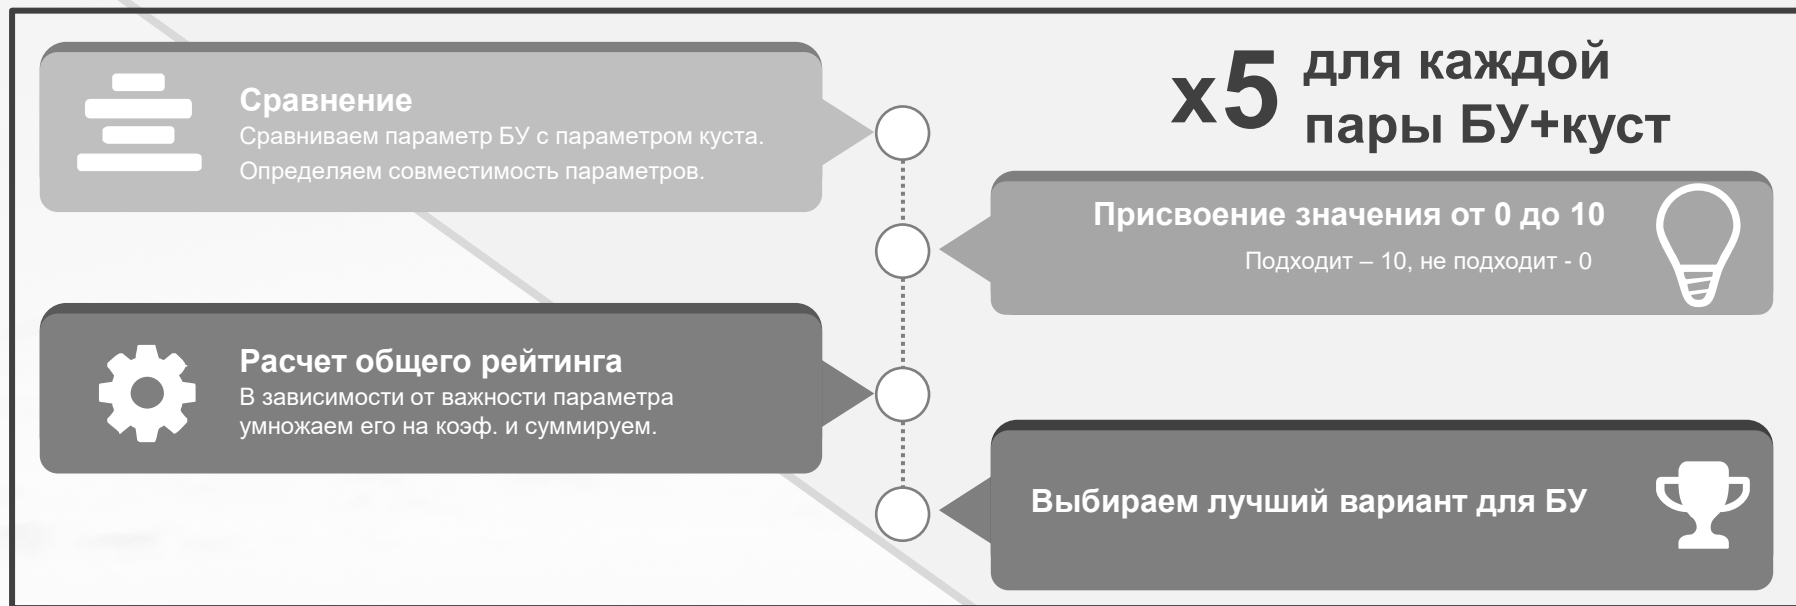 Сравнение
Сравниваем параметр БУ с параметром куста.
Определяем совместимость параметров.
x5 для каждой
пары БУ+куст
Присвоение значения от 0 до 10
Подходит – 10, не подходит - 0
Расчет общего рейтинга
В зависимости от важности параметра
умножаем его на коэф. и суммируем.
Выбираем лучший вариант для БУ